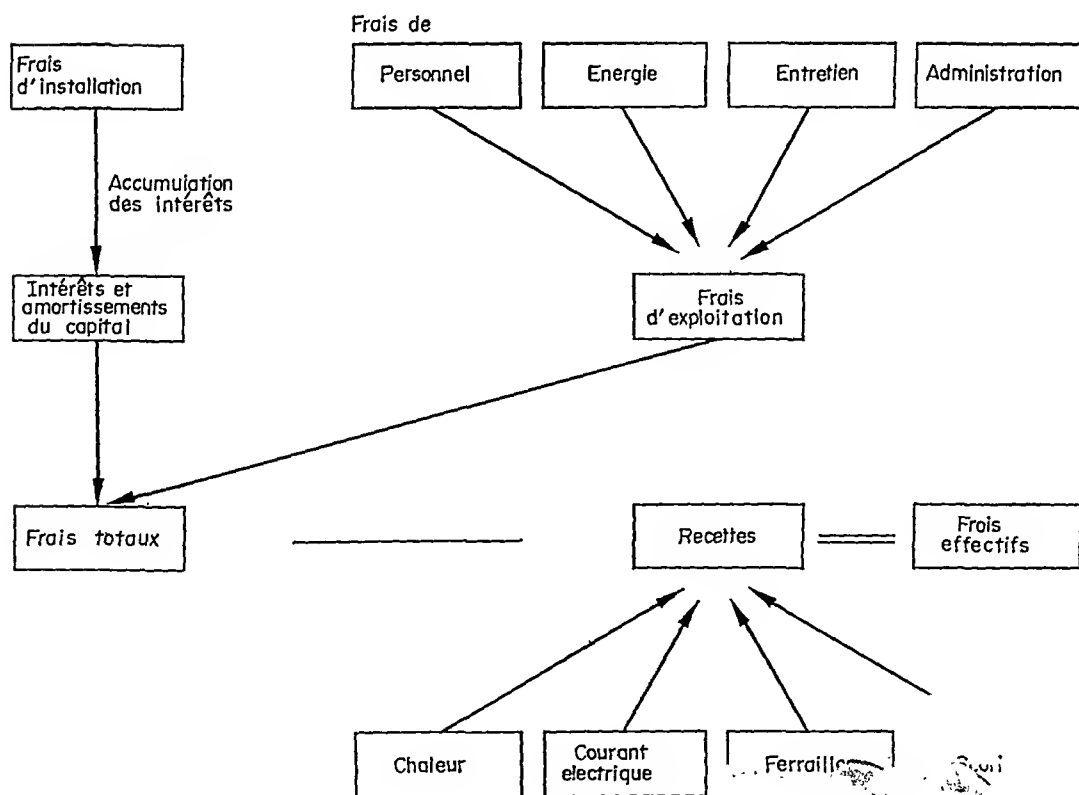 Frais de
Frais
d'installation
Personnel
Energie
Entretien
Administration
Accumulation
des intérêts
Intérêts et
amortissements
du capital
Frais
d'exploitation
Frais totaux
Recettes
Frois
effectifs
Chaleur
Courant
electrique